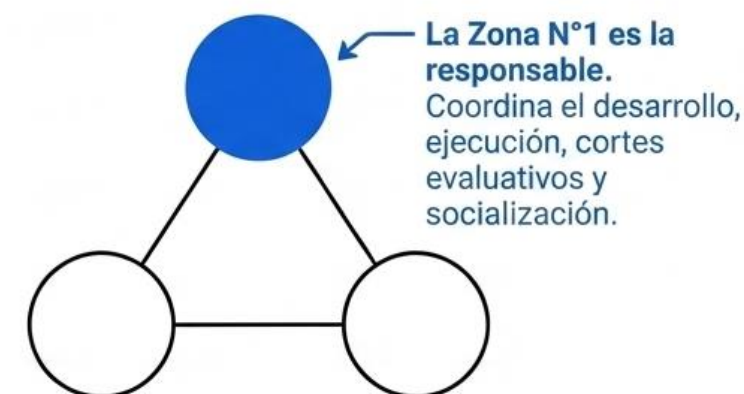 La Zona N°1 es la
responsable.
Coordina el desarrollo,
ejecución, cortes
evaluativos y
socialización.